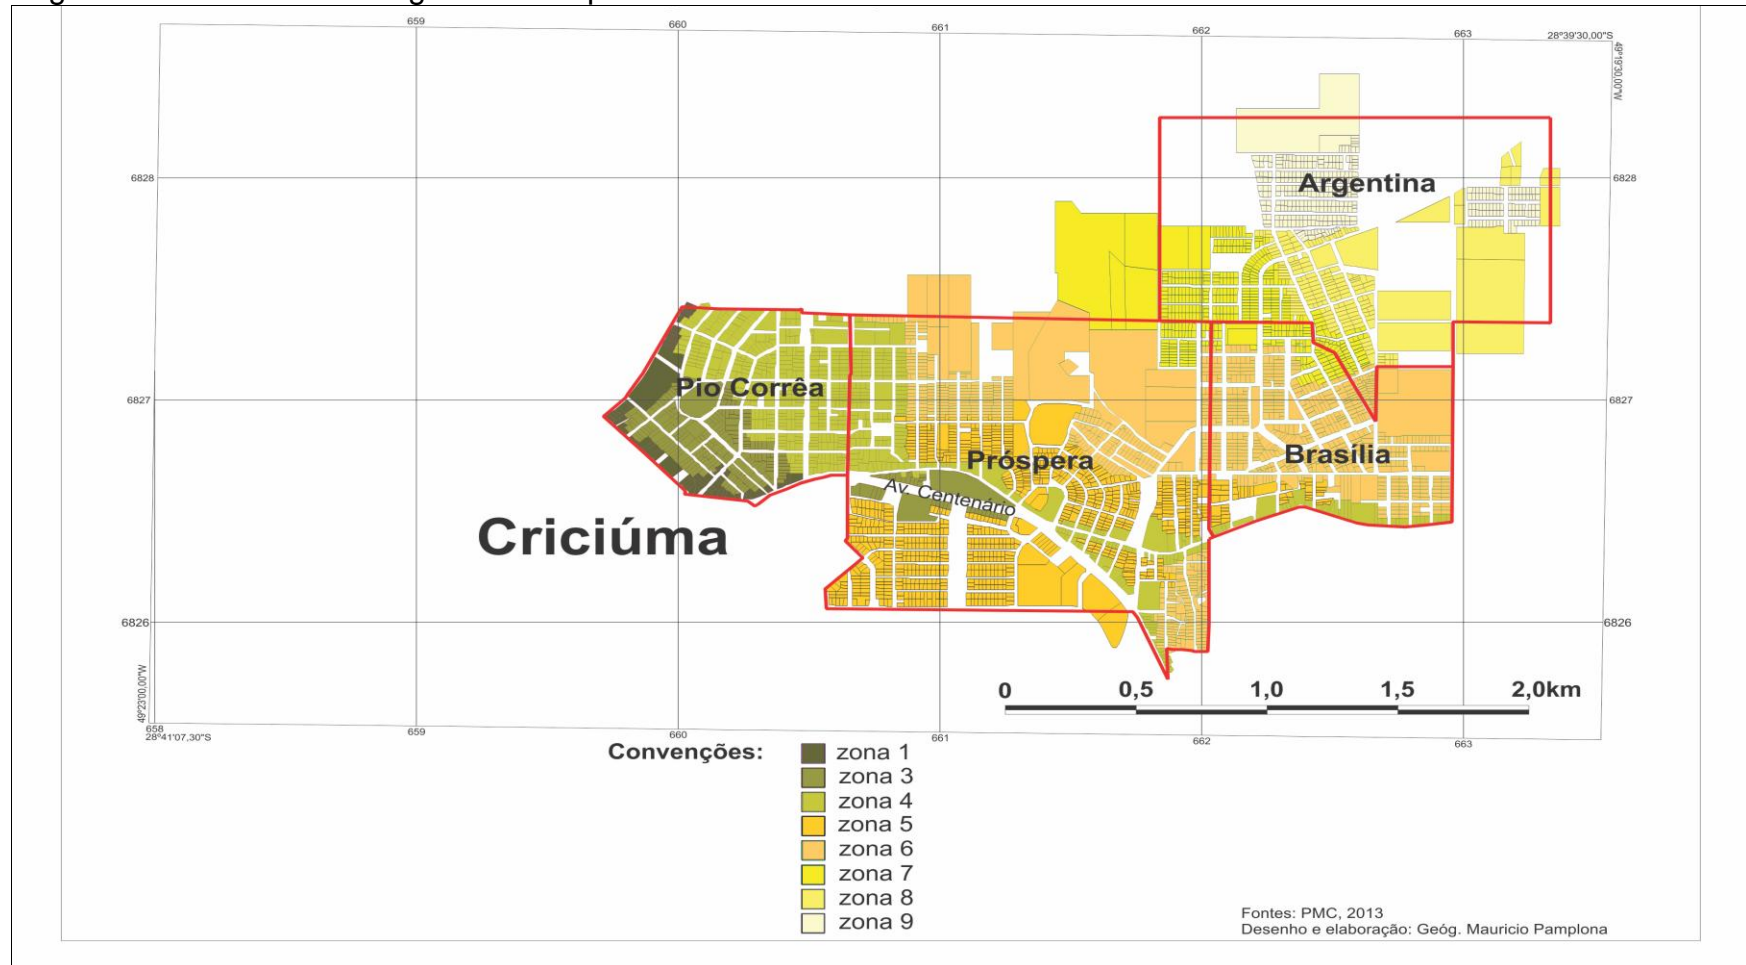 659
660
661
662
663
28°39'30,00"S
49°19'30,00"W
6828
6828
Argentina
Pio Corrêa
6827
6827
Próspera
Brasília
Av. Centenário
Criciúma
6826
6826
49°23'00,00"W
0 0,5 1,0 1,5 2,0km
658
28°41'07,30"S
659
660
661
662
663
Convenções:
zona 1
zona 3
zona 4
zona 5
zona 6
zona 7
zona 8
zona 9
Fontes: PMC, 2013
Desenho e elaboração: Geóg. Mauricio Pamplona